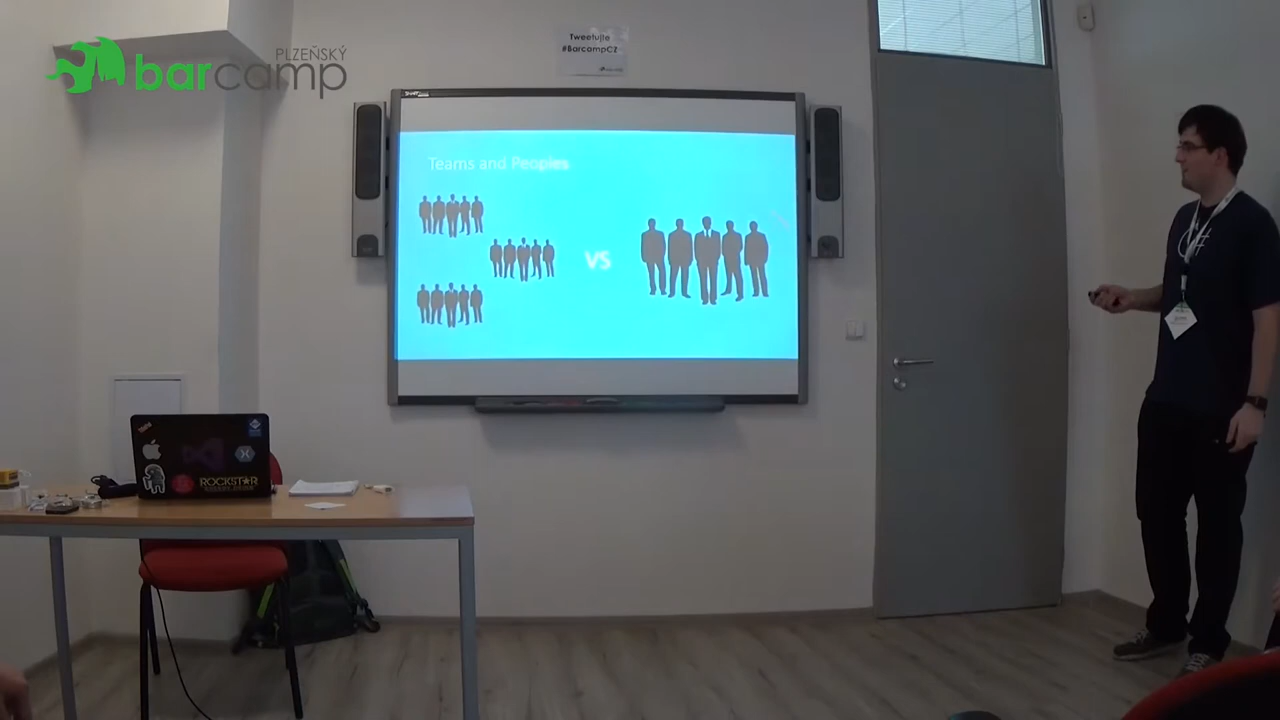 PLZEŇSKÝ
barcamp
Tweetujte
#BarcampCZ
Teams and Peoples
VS
ROCKSTAR